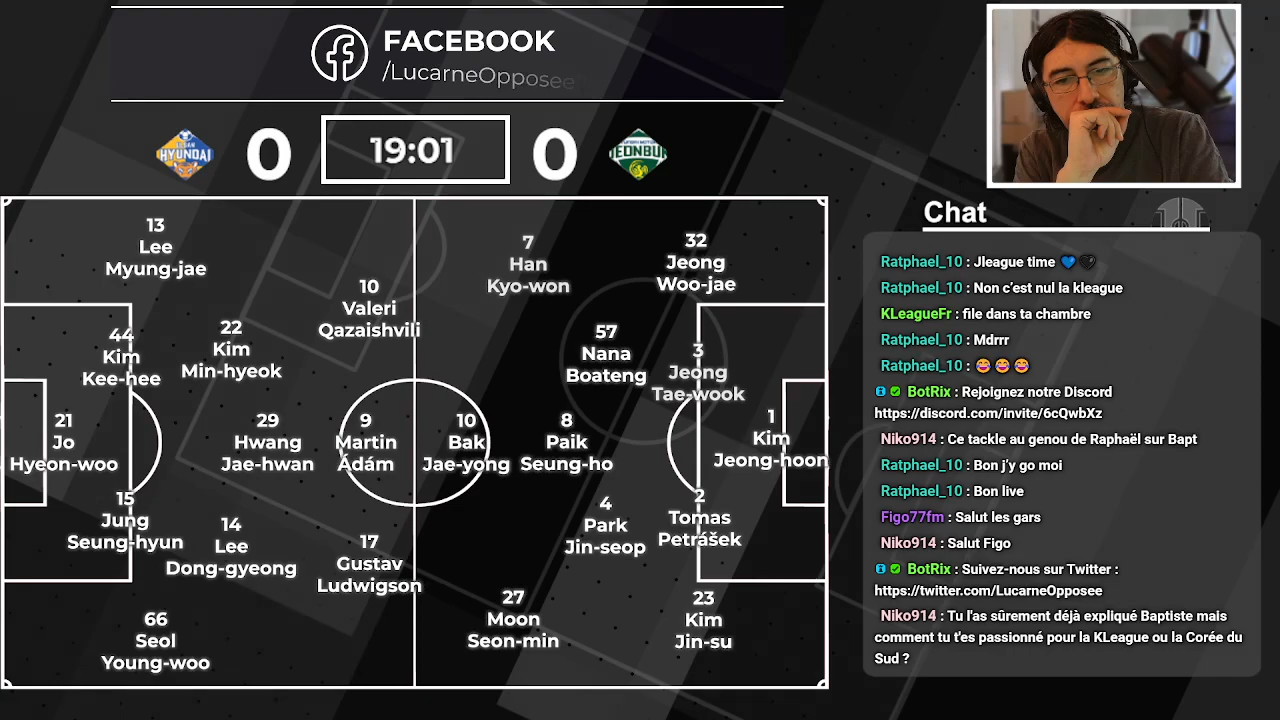 FACEBOOK
/LucarneOpposee
HYUNDAI
0
19:01
0
13
Lee
Myung-jae
44
Kim
Kee-hee
22
Kim
Min-hyeok
10
Valeri
Qazaishvili
21
Jo
Hyeon-woo
29
Hwang
Jae-hwan
9
Martin
Ádám
15
Jung
Seung-hyun
14
Lee
Dong-gyeong
17
Gustav
Ludwigson
66
Seol
Young-woo
7
Han
Kyo-won
32
Jeong
Woo-jae
57
Nana
Boateng
3
Jeong
Tae-wook
10
Bak
Jae-yong
8
Paik
Seung-ho
1
Kim
Jeong-hoon
4
Park
Jin-seop
2
Tomas
Petrášek
27
Moon
Seon-min
23
Kim
Jin-su
Chat
Ratphael_10 : Jleague time 💙🖤
Ratphael_10 : Non c'est nul la kleague
KLeagueFr : file dans ta chambre
Ratphael_10 : Mdrrr
Ratphael_10 : 😂😂😂
BotRix : Rejoignez notre Discord
https://discord.com/invite/6cQwbXz
Niko914 : Ce tackle au genou de Raphaël sur Bapt
Ratphael_10 : Bon j'y go moi
Ratphael_10 : Bon live
Figo77fm : Salut les gars
Niko914 : Salut Figo
BotRix : Suivez-nous sur Twitter :
https://twitter.com/LucarneOpposee
Niko914 : Tu l'as sûrement déjà expliqué Baptiste mais
comment tu t'es passionné pour la KLeague ou la Corée du
Sud ?